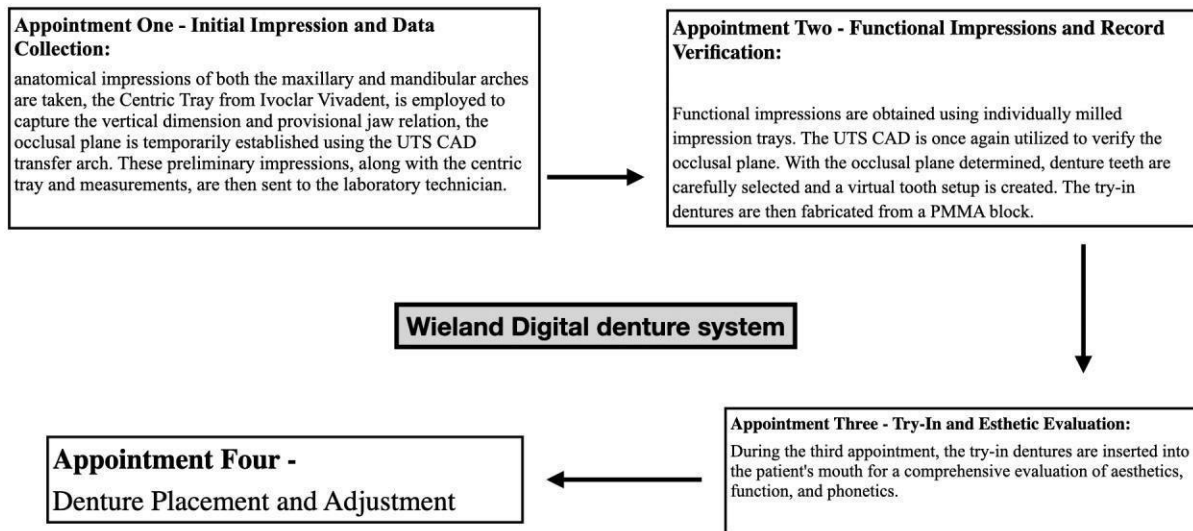 Appointment One - Initial Impression and Data
Collection:
anatomical impressions of both the maxillary and mandibular arches
are taken, the Centric Tray from Ivoclar Vivadent, is employed to
capture the vertical dimension and provisional jaw relation, the
occlusal plane is temporarily established using the UTS CAD
transfer arch. These preliminary impressions, along with the centric
tray and measurements, are then sent to the laboratory technician.
Appointment Two - Functional Impressions and Record
Verification:
Functional impressions are obtained using individually milled
impression trays. The UTS CAD is once again utilized to verify the
occlusal plane. With the occlusal plane determined, denture teeth are
carefully selected and a virtual tooth setup is created. The try-in
dentures are then fabricated from a PMMA block.
Wieland Digital denture system
Appointment Three - Try-In and Esthetic Evaluation:
During the third appointment, the try-in dentures are inserted into
the patient's mouth for a comprehensive evaluation of aesthetics,
function, and phonetics.
Appointment Four -
Denture Placement and Adjustment